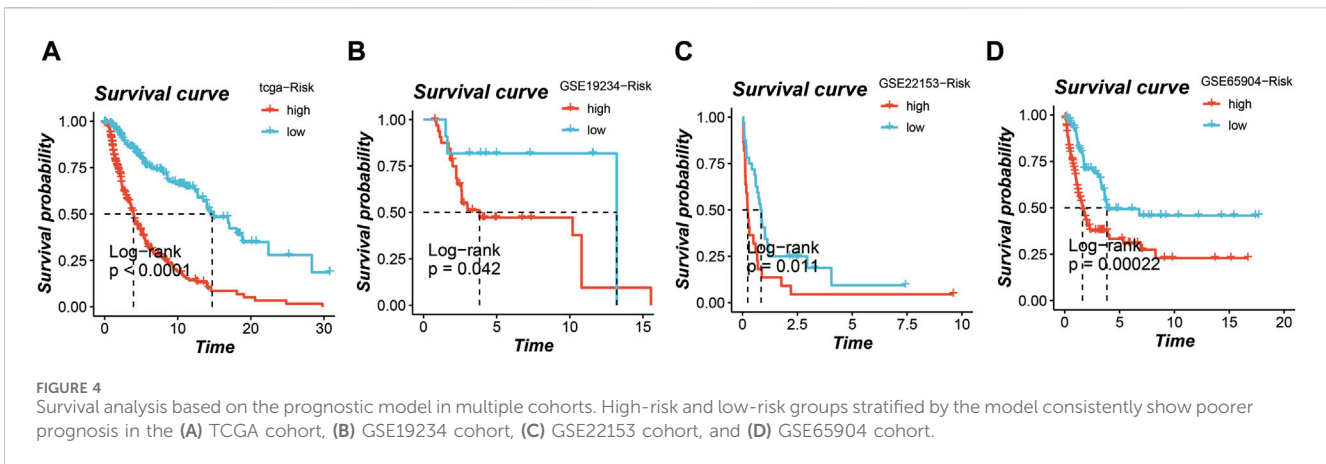 A
Survival curve
tcga-Risk
high
low
Survival probability
1.00
0.75
0.50
0.25
0.00
Log-rank
p < 0.0001
0 10 20 30
Time
B
Survival curve
GSE19234-Risk
high
low
Survival probability
1.00
0.75
0.50
0.25
0.00
Log-rank
p = 0.042
0 5 10 15
Time
C
Survival curve
GSE22153-Risk
high
low
Survival probability
1.00
0.75
0.50
0.25
0.00
Log-rank
p = 0.011
0 2.5 5 7.5 10
Time
D
Survival curve
GSE65904-Risk
high
low
Survival probability
1.00
0.75
0.50
0.25
0.00
Log-rank
p = 0.00022
0 5 10 15 20
Time
FIGURE 4
Survival analysis based on the prognostic model in multiple cohorts. High-risk and low-risk groups stratified by the model consistently show poorer
prognosis in the (A) TCGA cohort, (B) GSE19234 cohort, (C) GSE22153 cohort, and (D) GSE65904 cohort.